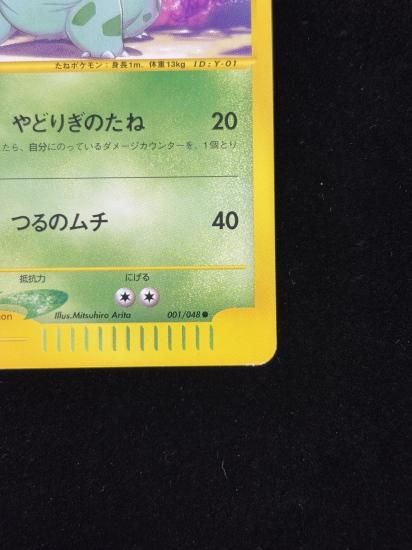 たねポケモン：身長1m、体重13kg ID:Y-01
やどりぎのたね 20
たら、自分にのっているダメージカウンターを、1個とり
つるのムチ 40
抵抗力 にげる
Illus.Mitsuhiro Arita 001/048 ●